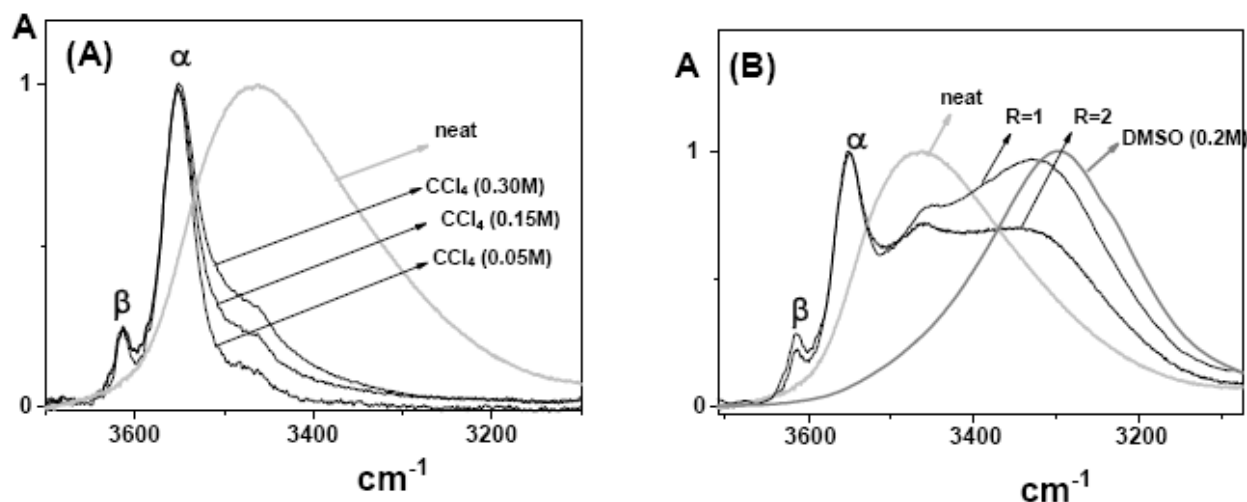 A
(A)
α
1
neat
CCl₄ (0.30M)
CCl₄ (0.15M)
CCl₄ (0.05M)
β
0
3600 3400 3200
cm⁻¹
A (B)
neat
R=1 R=2
DMSO (0.2M)
α
1
β
0
3600 3400 3200
cm⁻¹